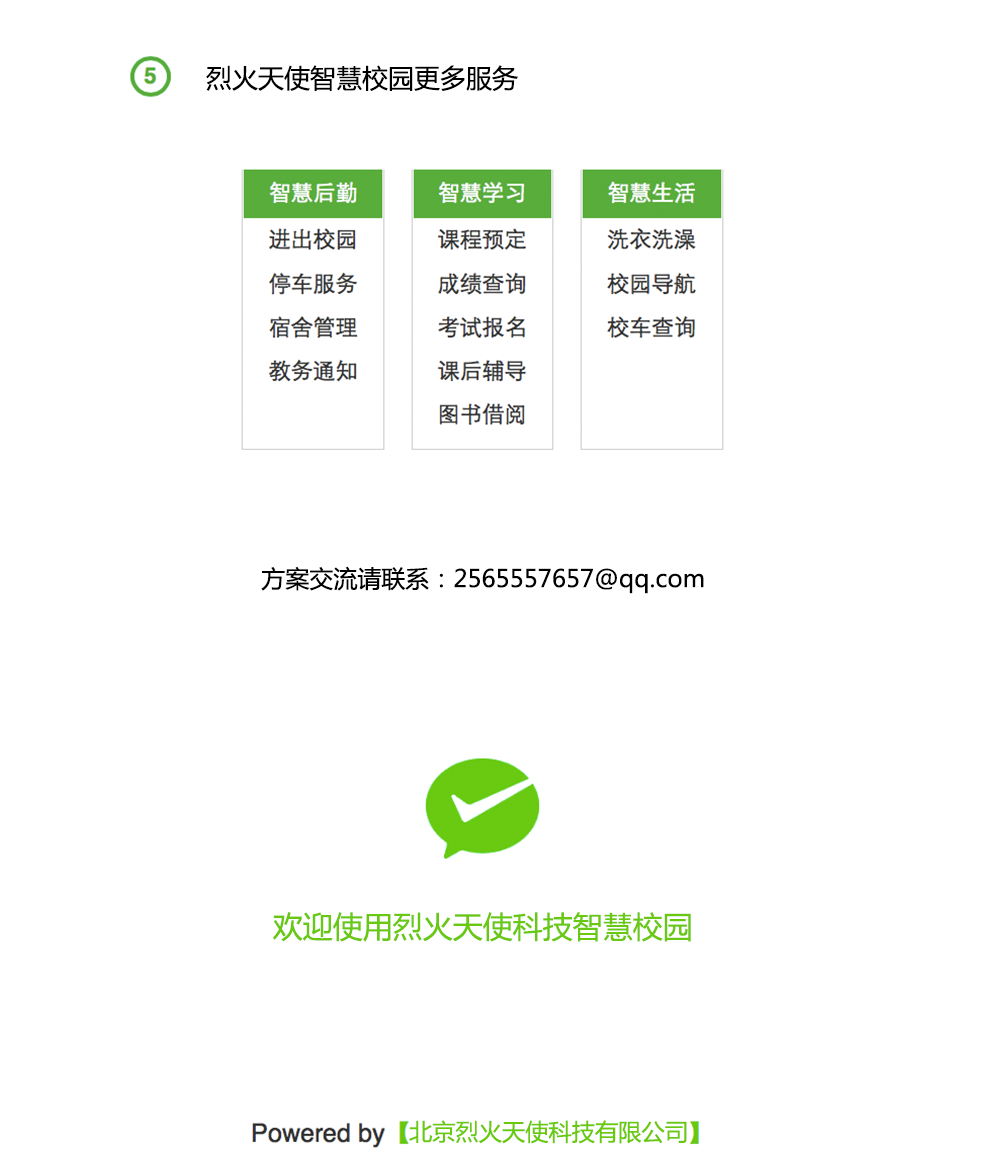 5 烈火天使智慧校园更多服务
智慧后勤 智慧学习 智慧生活
进出校园 课程预定 洗衣洗澡
停车服务 成绩查询 校园导航
宿舍管理 考试报名 校车查询
教务通知 课后辅导
图书借阅
方案交流请联系：2565557657@qq.com
欢迎使用烈火天使科技智慧校园
Powered by【北京烈火天使科技有限公司】